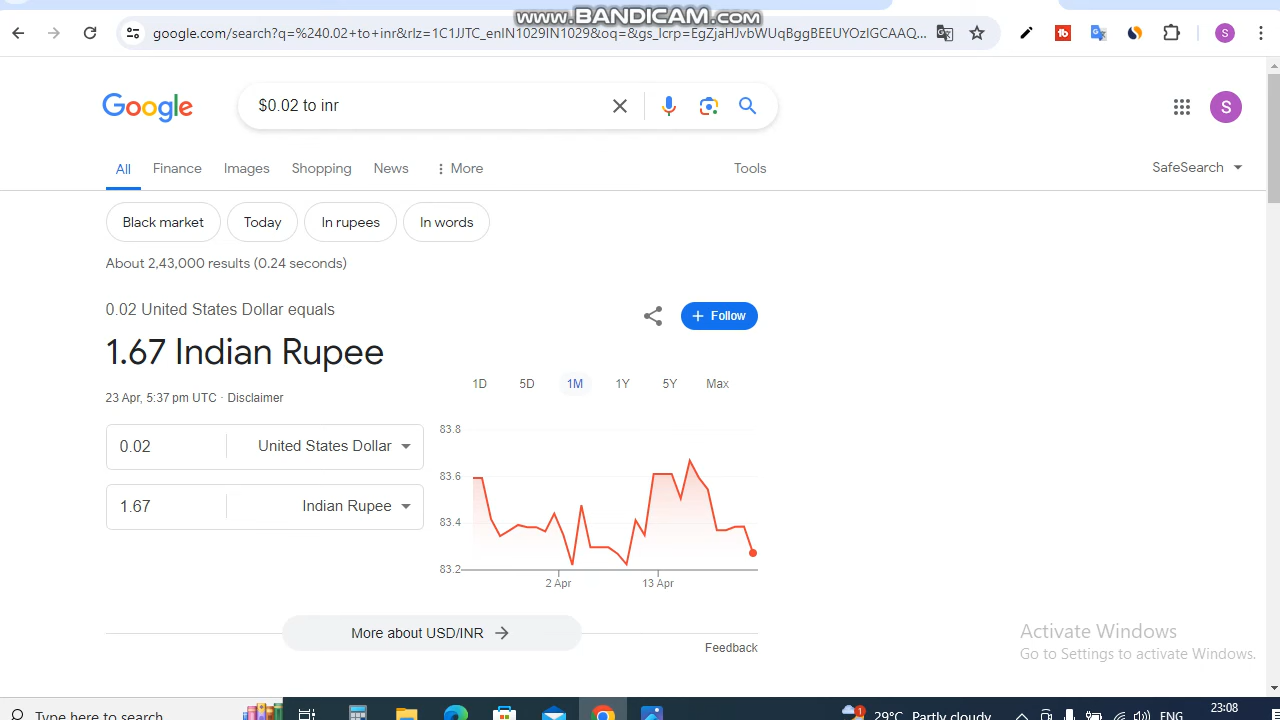 www.BANDICAM.com
google.com/search?q=%240.02+to+inr&rlz=1C1JJTC_enIN1029IN1029&oq=&gs_lcrp=EgZjaHJvbWUqBggBEEUYOzIGCAAQ...
S
Google
$0.02 to inr
S
All Finance Images Shopping News More Tools SafeSearch
Black market Today In rupees In words
About 2,43,000 results (0.24 seconds)
0.02 United States Dollar equals
Follow
1.67 Indian Rupee
1D 5D 1M 1Y 5Y Max
23 Apr, 5:37 pm UTC · Disclaimer
0.02 United States Dollar
1.67 Indian Rupee
83.8
83.6
83.4
83.2
2 Apr 13 Apr
More about USD/INR
Feedback
Activate Windows
Go to Settings to activate Windows.
Type here to search
1
29°C Partly cloudy
ENG
23:08